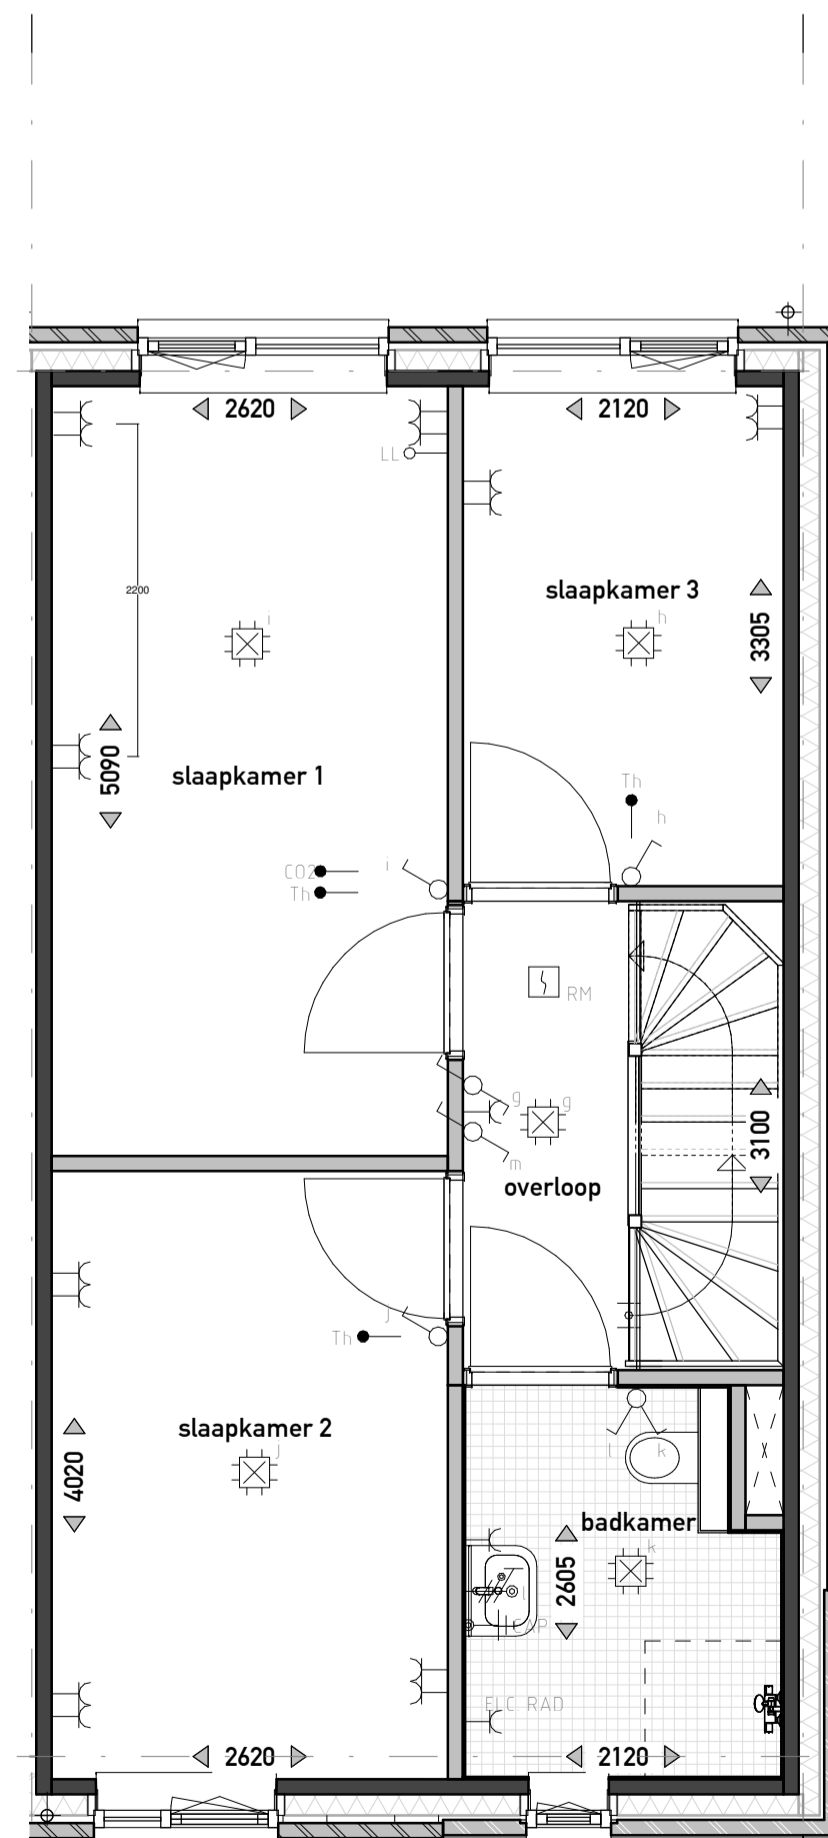 2620
2120
LL
2200
slaapkamer 3
i
h
3305
5090
slaapkamer 1
Th
h
CO2
i
Th
RM
g
g
3100
m
overloop
j
Th
slaapkamer 2
j
l
k
4020
badkamer
k
2605
l
CAP
ELC RAD
2620
2120